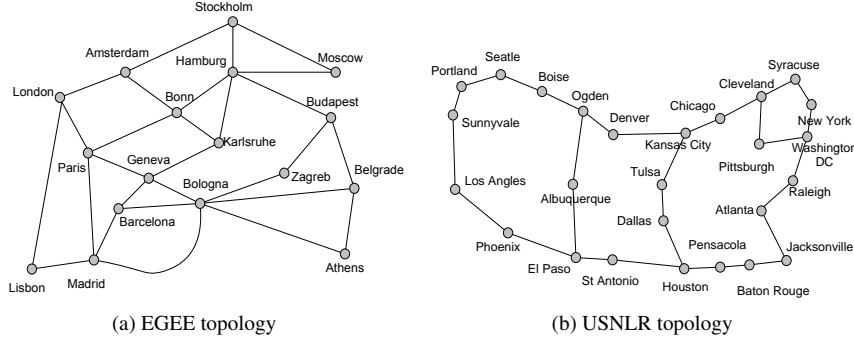 Stockholm
Amsterdam
Hamburg
Moscow
London
Bonn
Budapest
Karlsruhe
Paris
Geneva
Zagreb
Bologna
Belgrade
Barcelona
Lisbon
Madrid
Athens
(a) EGEE topology
Seatle
Portland
Boise
Syracuse
Cleveland
Ogden
Denver
Chicago
Sunnyvale
New York
Kansas City
Washington
DC
Pittsburgh
Tulsa
Los Angles
Albuquerque
Raleigh
Dallas
Atlanta
Phoenix
Pensacola
Jacksonville
El Paso
St Antonio
Houston
Baton Rouge
(b) USNLR topology